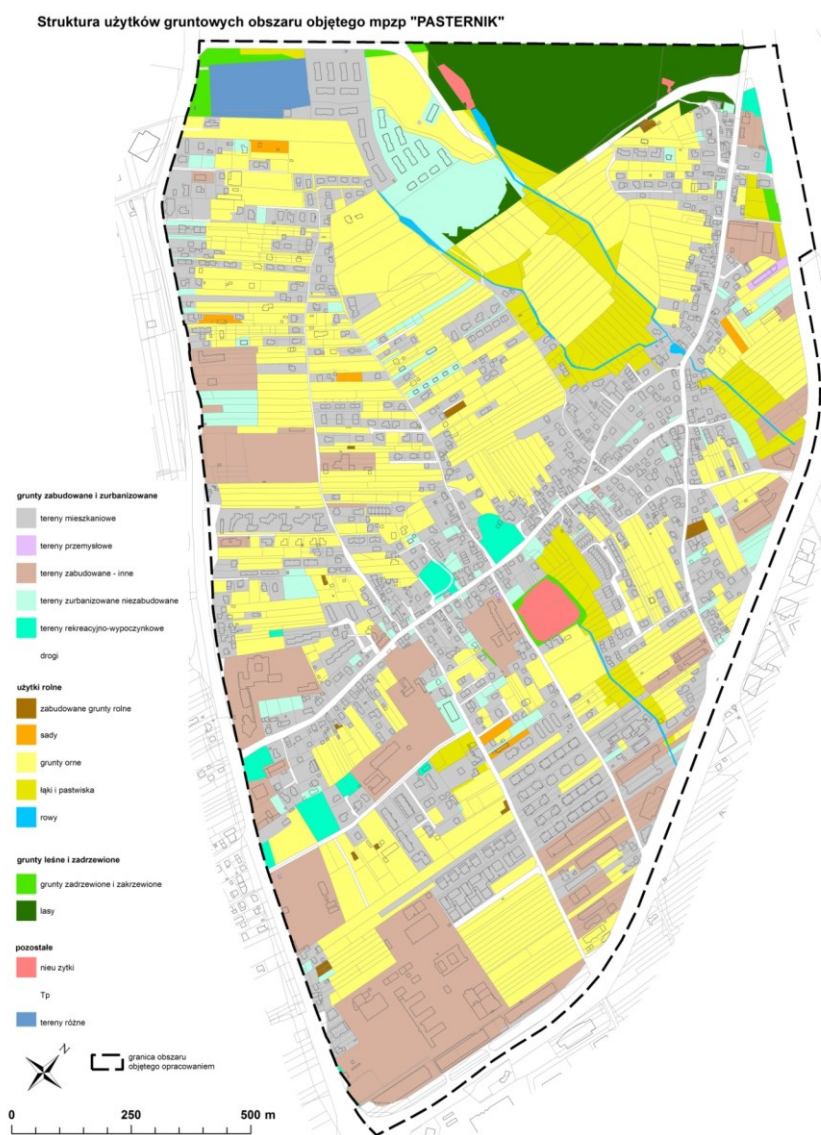 Struktura użytków gruntowych obszaru objętego mpzp "PASTERNIK"
grunty zabudowane i zurbanizowane
tereny mieszkaniowe
tereny przemysłowe
tereny zabudowane - inne
tereny zurbanizowane niezabudowane
tereny rekreacyjno-wypoczynkowe
drogi
użytki rolne
zabudowane grunty rolne
sady
grunty orne
łąki i pastwiska
rowy
grunty leśne i zadrzewione
grunty zadrzewione i zakrzewione
lasy
pozostałe
nieu zytki
Tp
tereny różne
N
granica obszaru
objętego opracowaniem
0 250 500 m